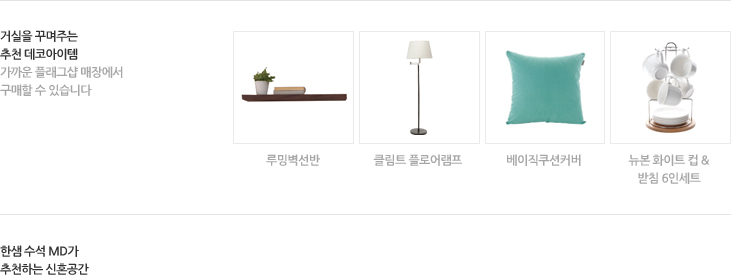 거실을 꾸며주는
추천 데코아이템
가까운 플래그샵 매장에서
구매할 수 있습니다
루밍벽선반
클림트 플로어램프
베이직쿠션커버
뉴본 화이트 컵 &
받침 6인세트
한샘 수석 MD가
추천하는 신혼공간